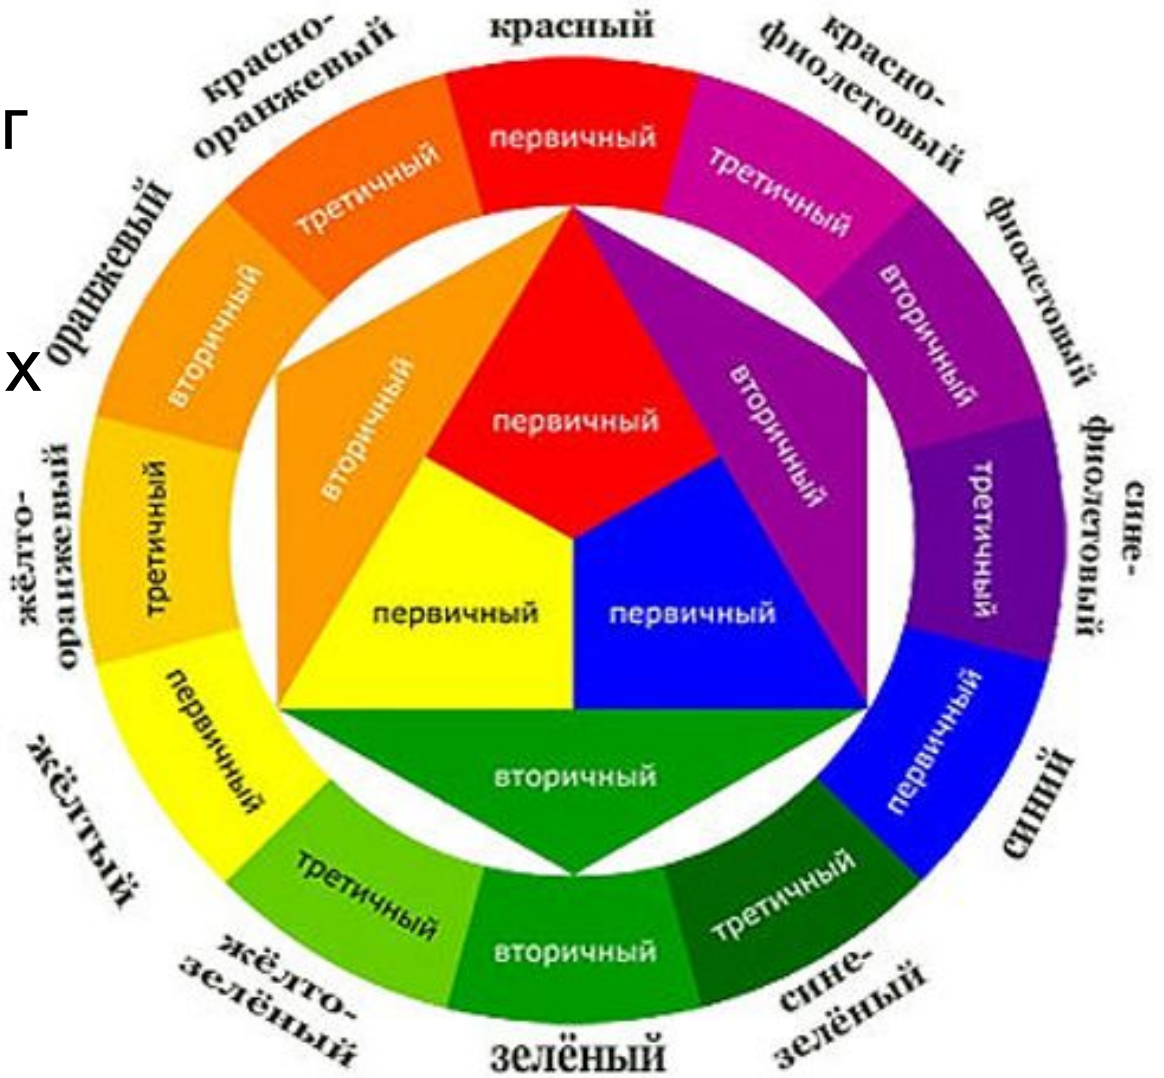 красный
красно-
фиолетовый
фиолетовый
сине-
фиолетовый
синий
сине-
зелёный
зелёный
жёлто-
зелёный
жёлтый
жёлто-
оранжевый
оранжевый
красно-
оранжевый
г
х
первичный
третичный
вторичный
третичный
первичный
третичный
вторичный
третичный
первичный
третичный
вторичный
третичный
первичный
вторичный
вторичный
первичный
первичный
вторичный